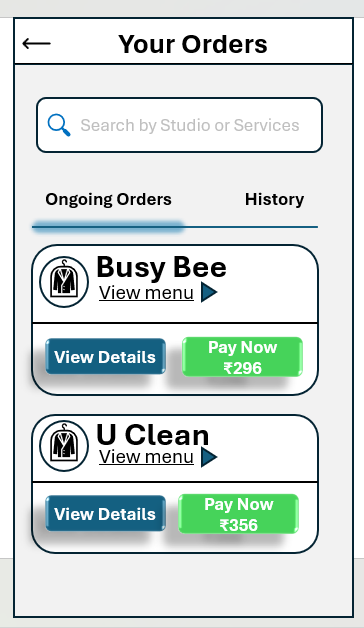 Your Orders
Search by Studio or Services
Ongoing Orders History
Busy Bee
View menu
View Details Pay Now
₹296
U Clean
View menu
View Details Pay Now
₹356